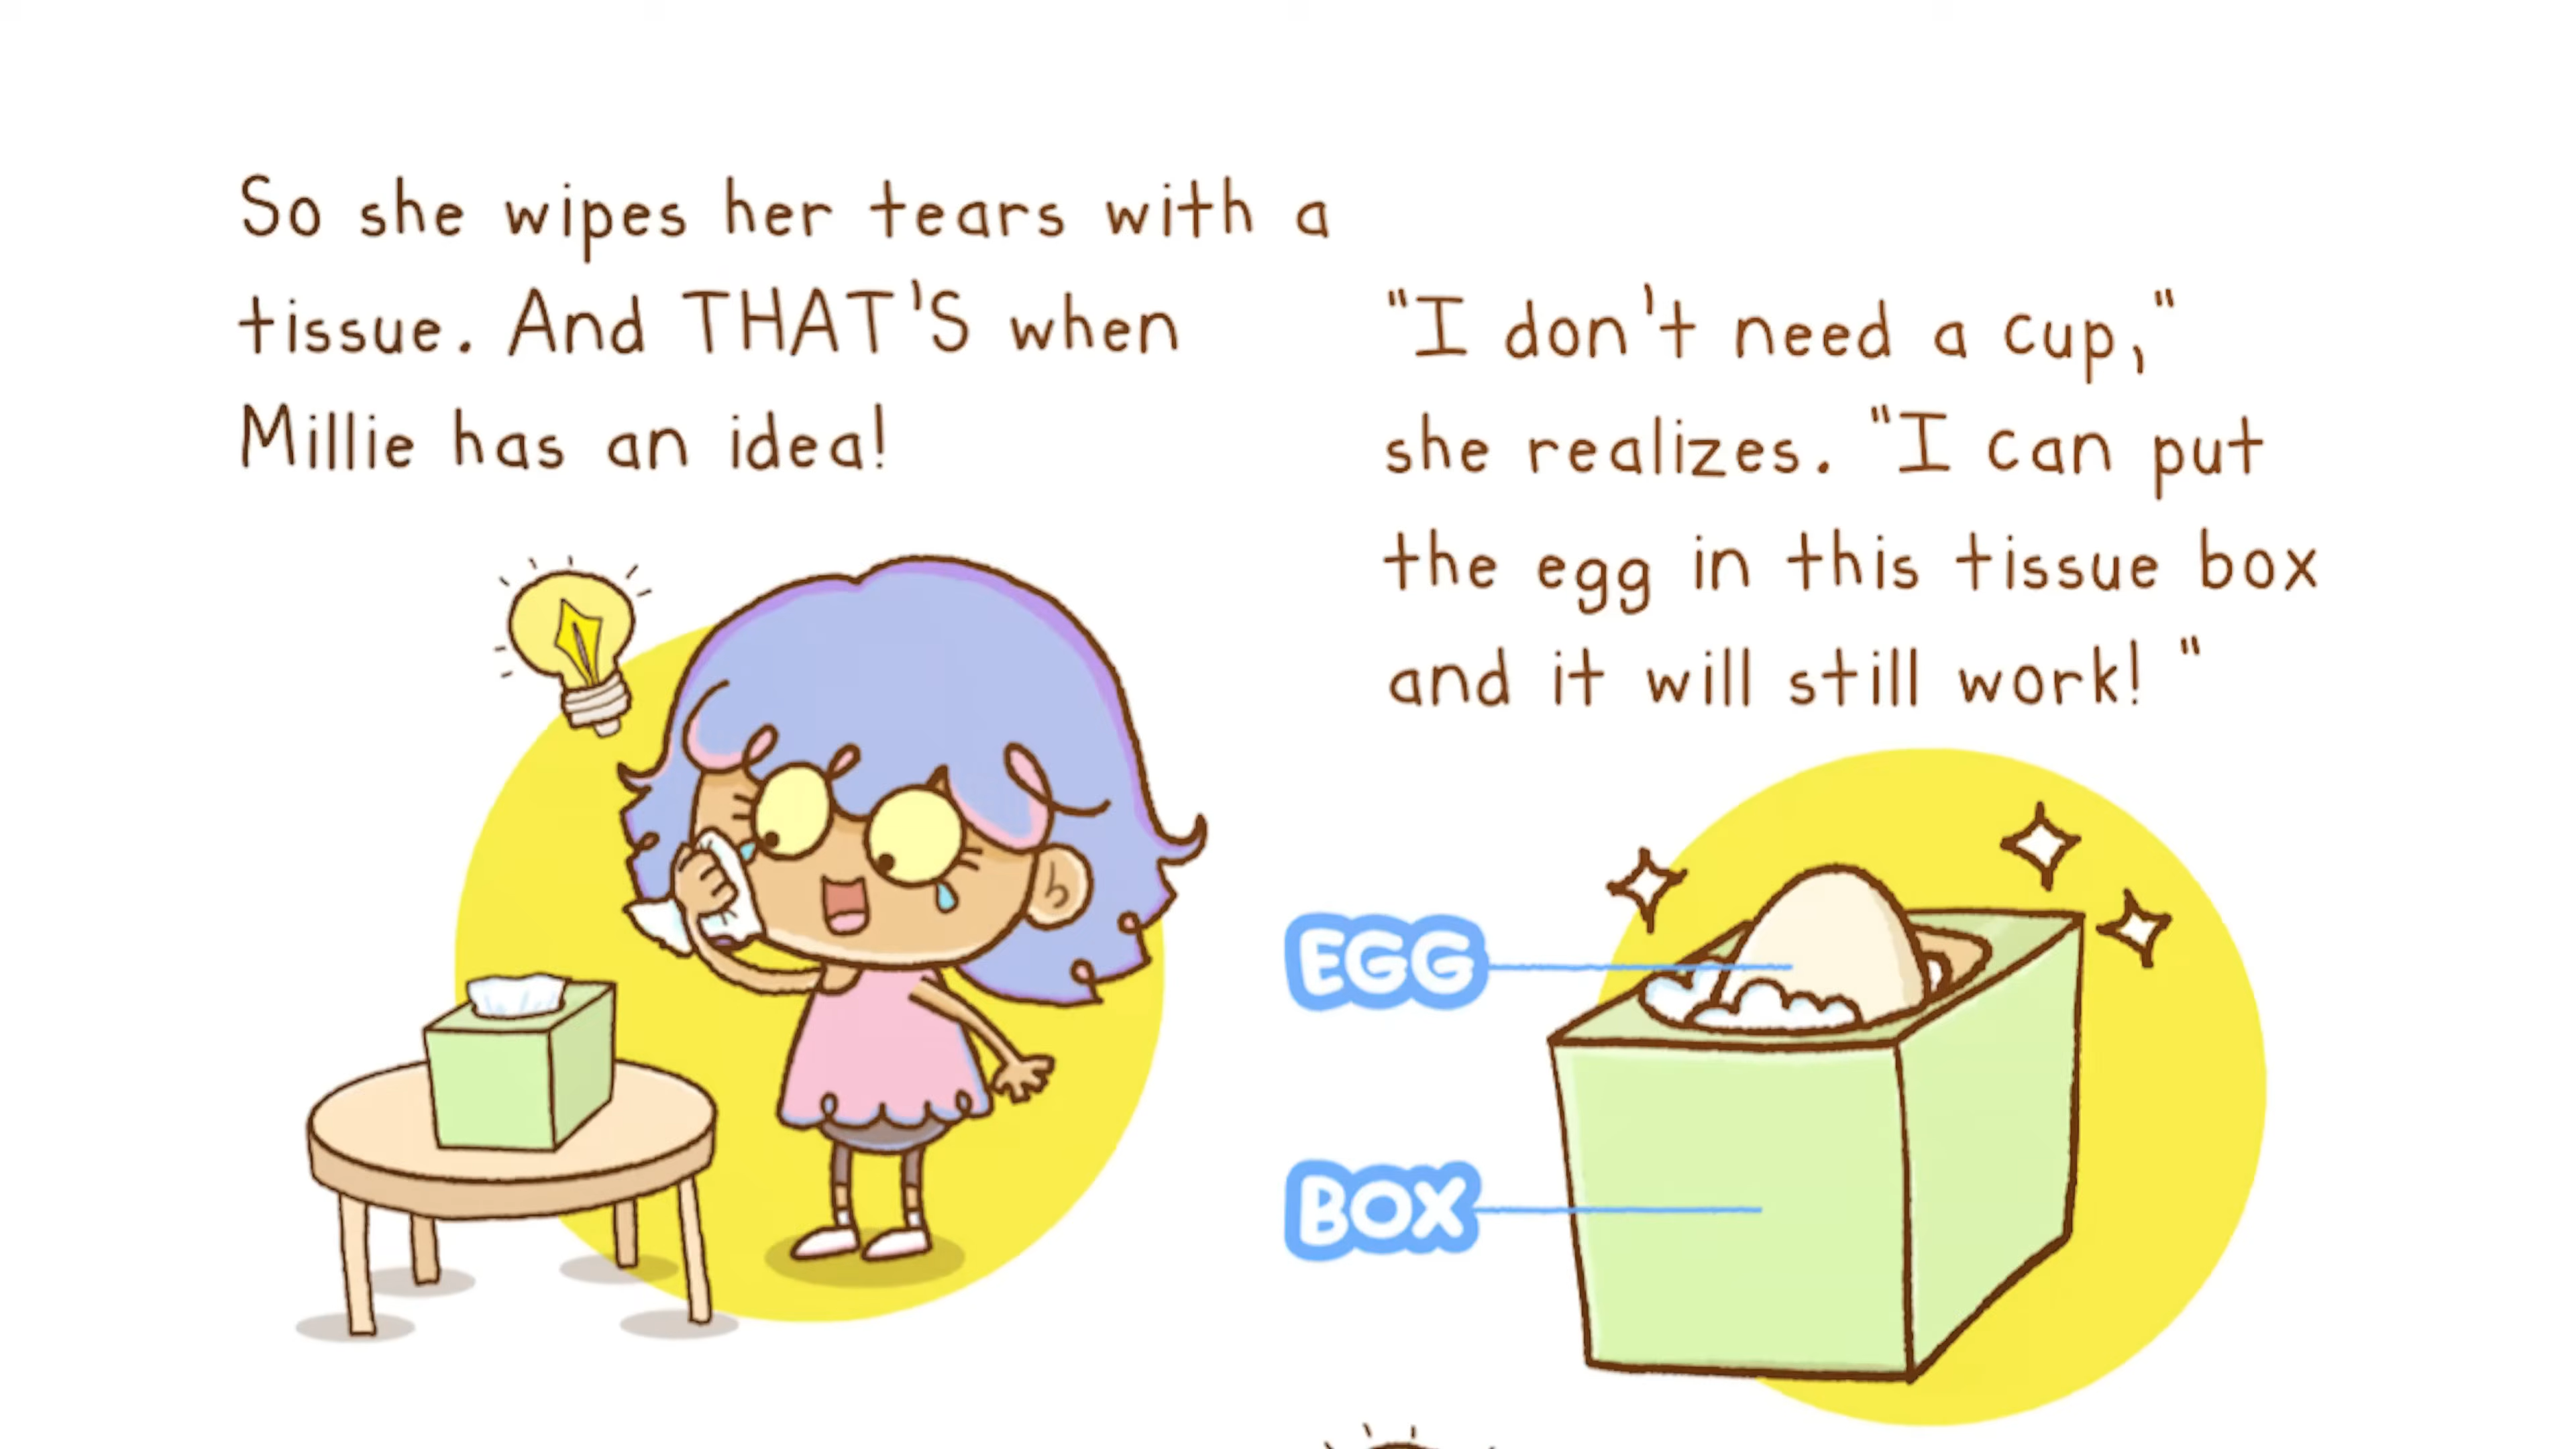 So she wipes her tears with a
tissue. And THAT'S when
Millie has an idea!
"I don't need a cup,"
she realizes. "I can put
the egg in this tissue box
and it will still work! "
EGG
BOX